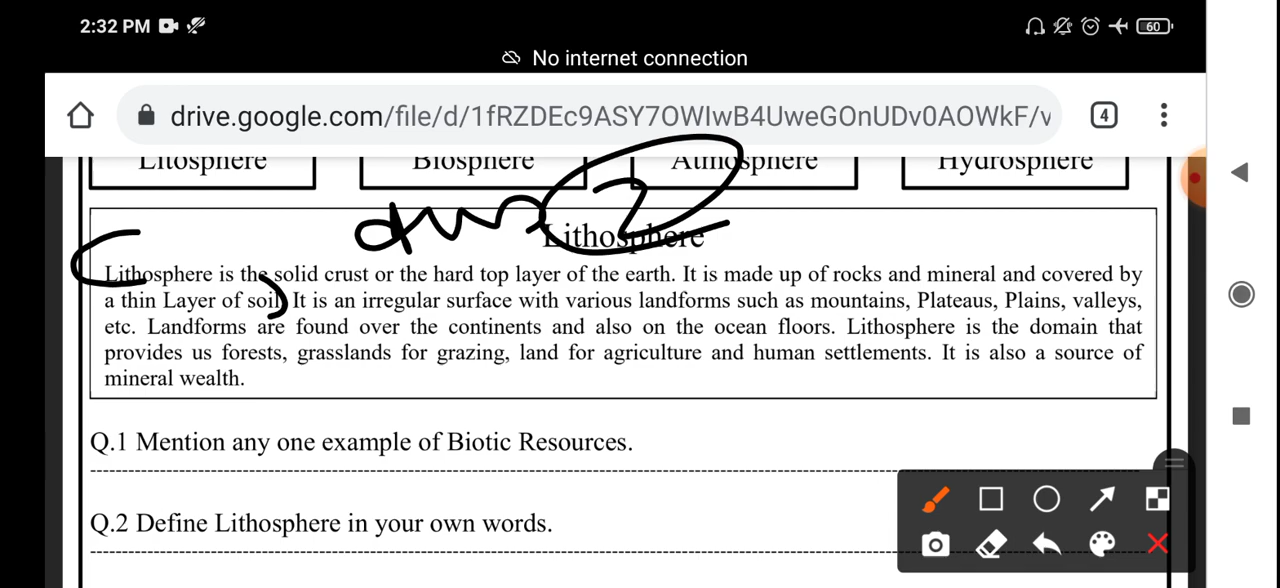 2:32 PM 60
No internet connection
drive.google.com/file/d/1fRZDEc9ASY7OWIwB4UweGOnUDv0AOWkF/v 4
Litosphere Biosphere Atmosphere Hydrosphere
ans 2
Lithosphere
Lithosphere is the solid crust or the hard top layer of the earth. It is made up of rocks and mineral and covered by
a thin Layer of soil. It is an irregular surface with various landforms such as mountains, Plateaus, Plains, valleys,
etc. Landforms are found over the continents and also on the ocean floors. Lithosphere is the domain that
provides us forests, grasslands for grazing, land for agriculture and human settlements. It is also a source of
mineral wealth.
Q.1 Mention any one example of Biotic Resources.
Q.2 Define Lithosphere in your own words.